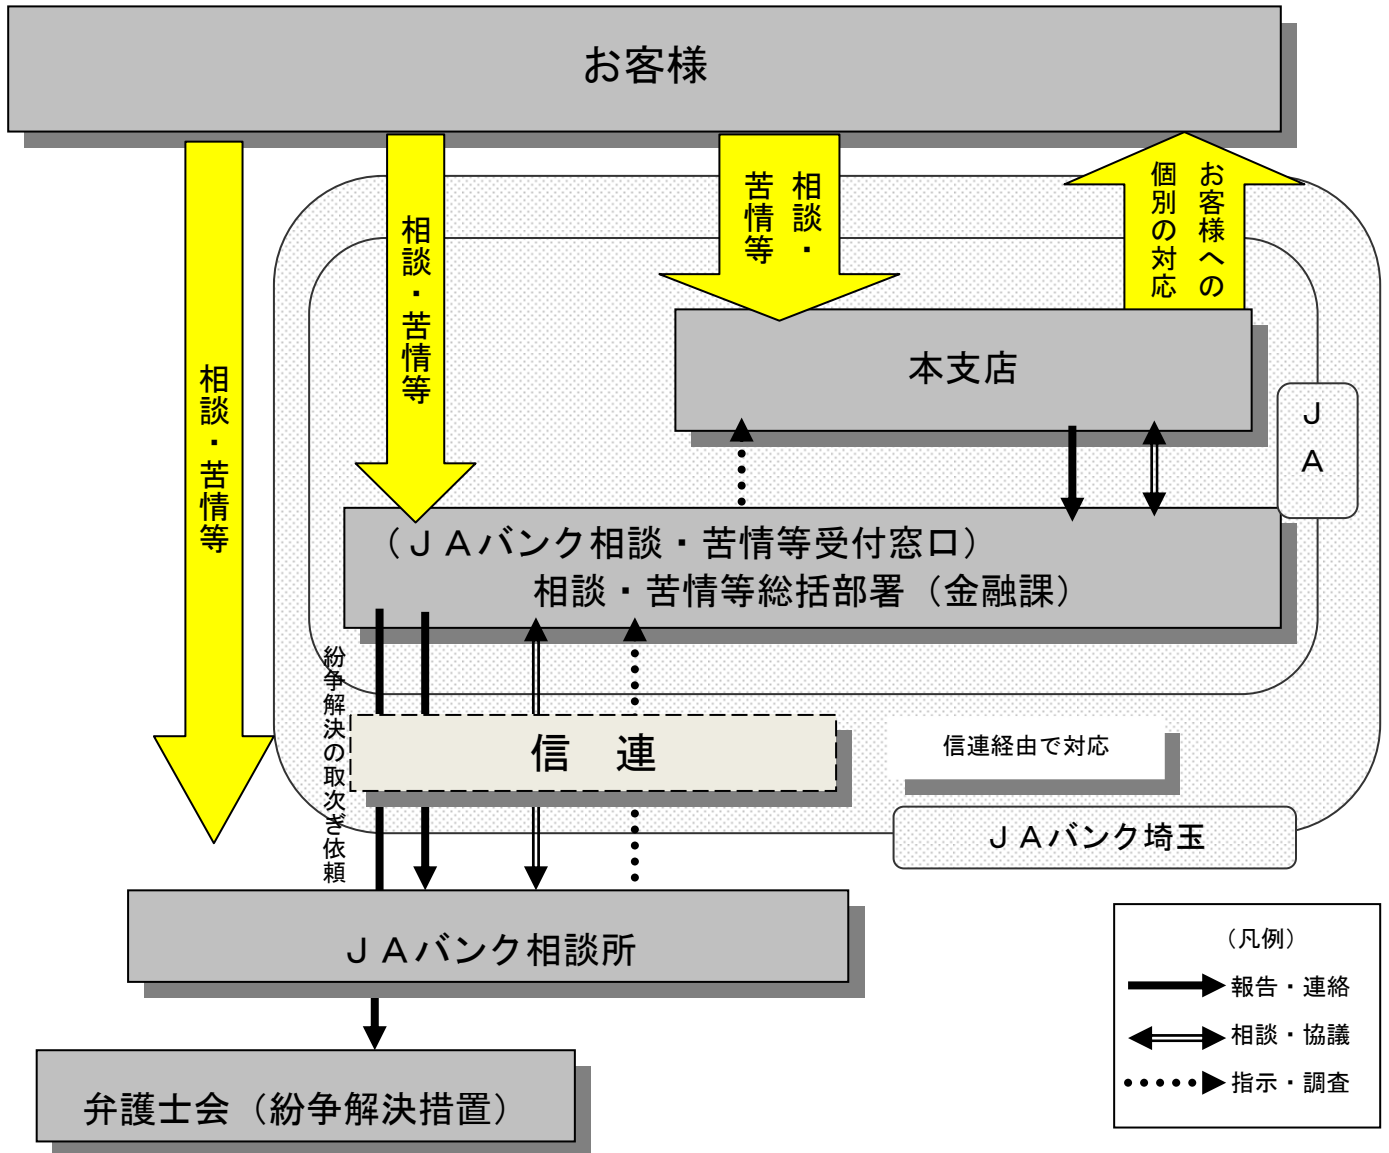 お客様
相談・苦情等
相談・苦情等
相談・
苦情等
お客様への
個別の対応
本支店
ＪＡ
（ＪＡバンク相談・苦情等受付窓口）
相談・苦情等総括部署（金融課）
紛争解決の取次ぎ依頼
信　連
信連経由で対応
ＪＡバンク埼玉
ＪＡバンク相談所
弁護士会（紛争解決措置）
（凡例）
報告・連絡
相談・協議
指示・調査